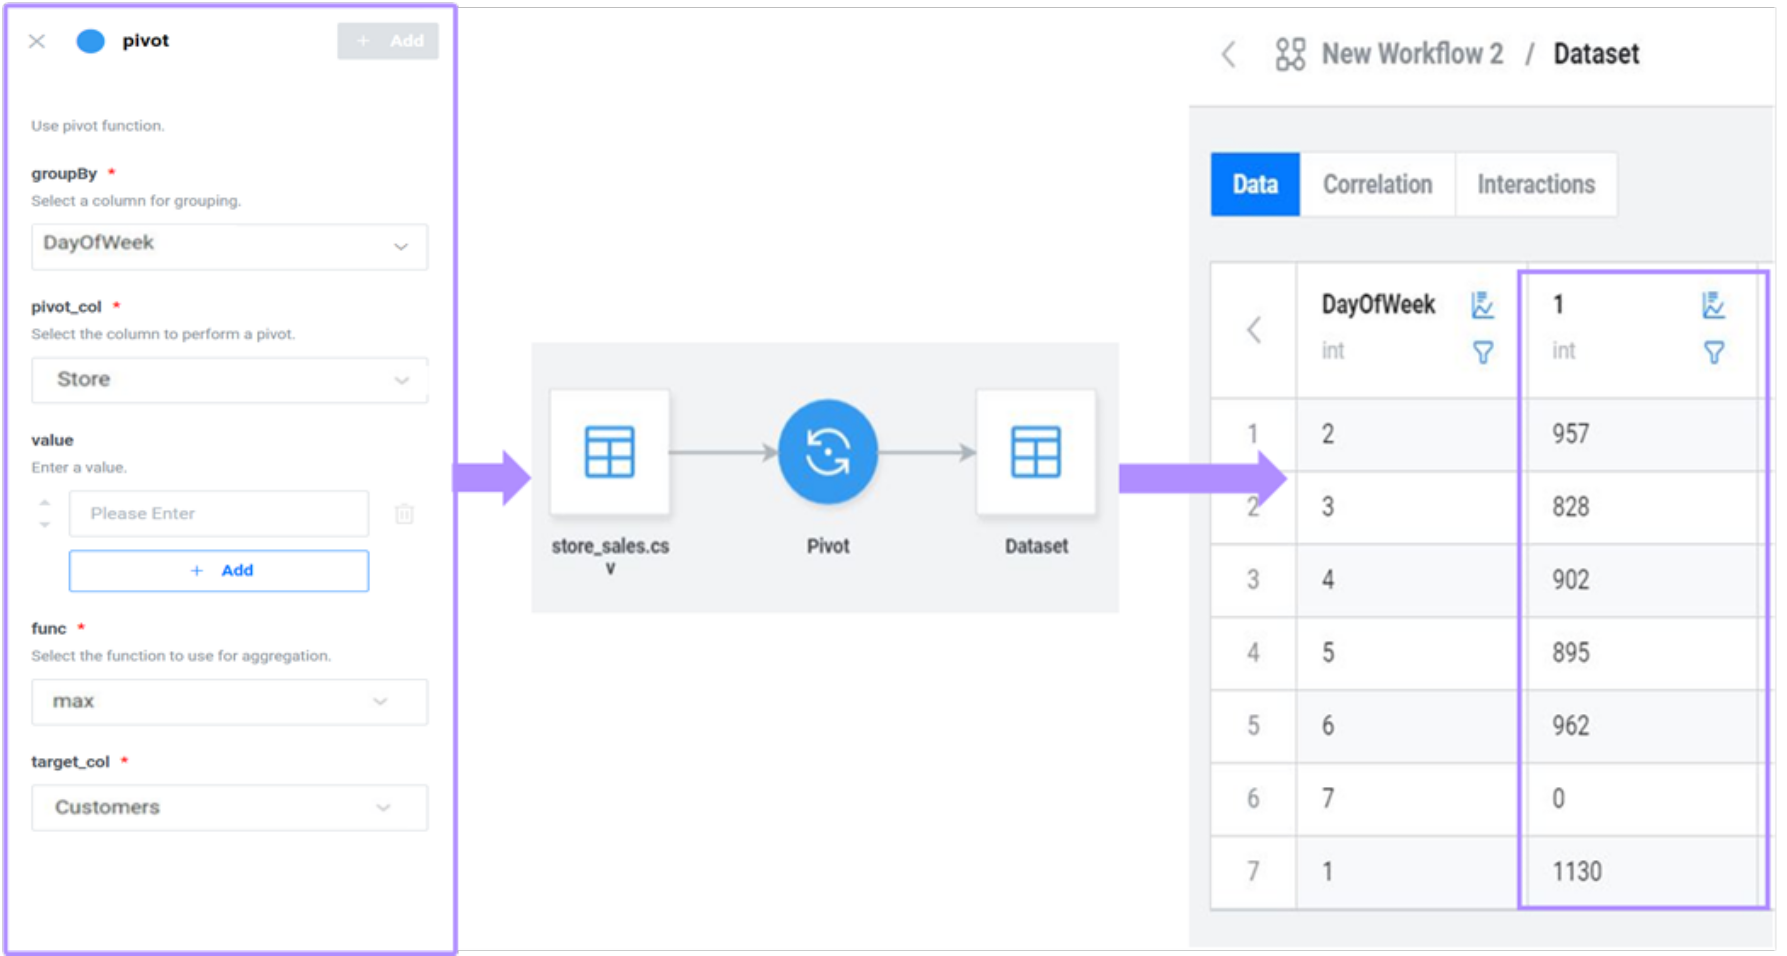 pivot
+ Add
Use pivot function.
groupBy *
Select a column for grouping.
DayOfWeek
pivot_col *
Select the column to perform a pivot.
Store
value
Enter a value.
Please Enter
+ Add
func *
Select the function to use for aggregation.
max
target_col *
Customers
store_sales.cs
v
Pivot
Dataset
New Workflow 2 / Dataset
Data Correlation Interactions
DayOfWeek 1
int int
1 2 957
2 3 828
3 4 902
4 5 895
5 6 962
6 7 0
7 1 1130